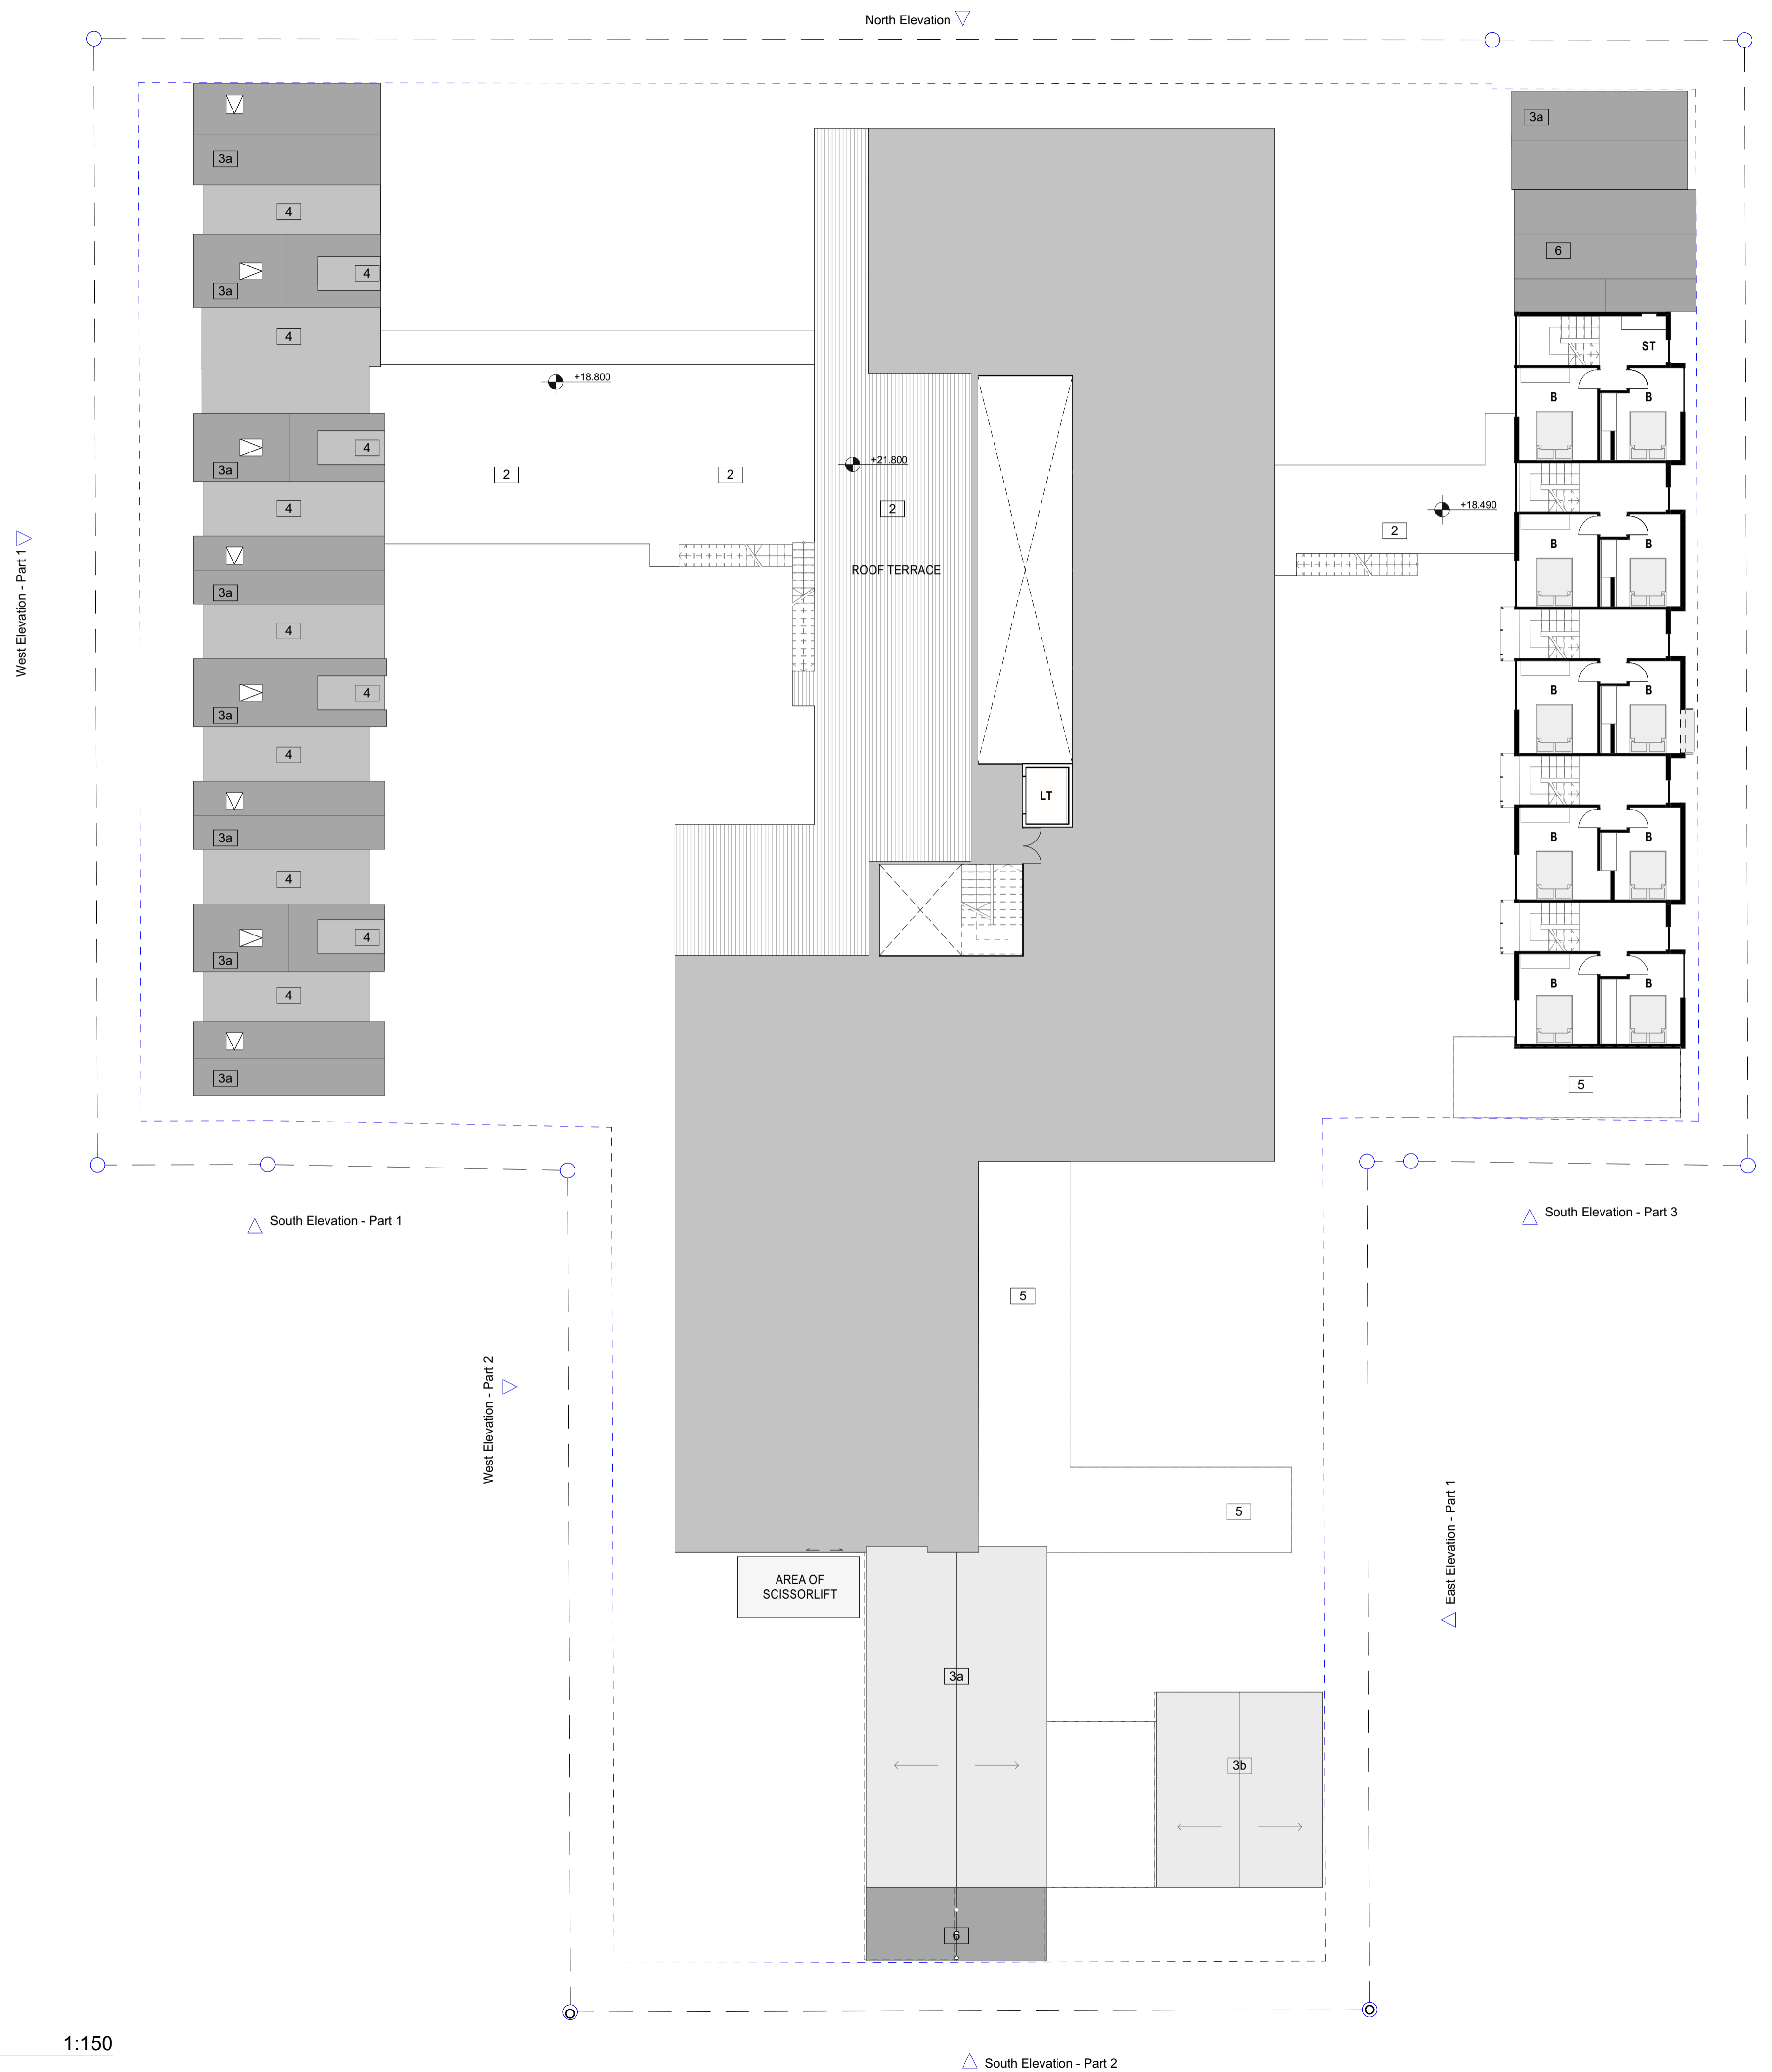 North Elevation
3a
3a
4
6
4
3a
4
ST
+18.800
B
B
4
+21.800
2
2
3a
+18.490
4
2
2
B
B
West Elevation - Part 1
ROOF TERRACE
3a
4
4
B
B
3a
4
LT
3a
B
B
4
4
3a
B
B
4
3a
5
South Elevation - Part 1
South Elevation - Part 3
5
West Elevation - Part 2
5
East Elevation - Part 1
AREA OF
SCISSORLIFT
3a
3b
6
1:150
South Elevation - Part 2